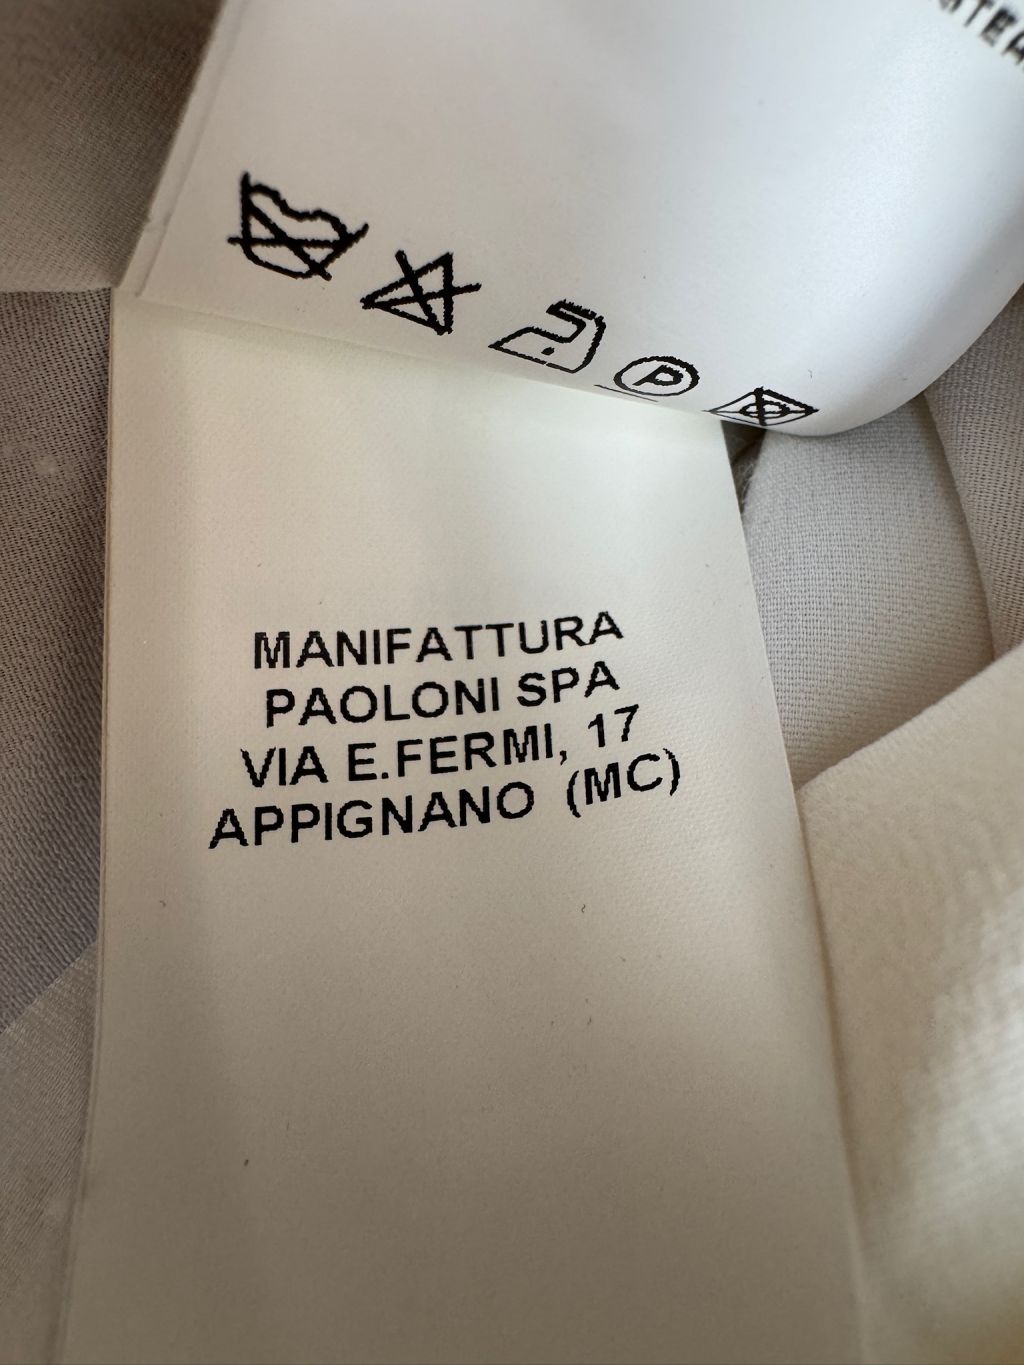 P
MANIFATTURA
PAOLONI SPA
VIA E.FERMI, 17
APPIGNANO (MC)